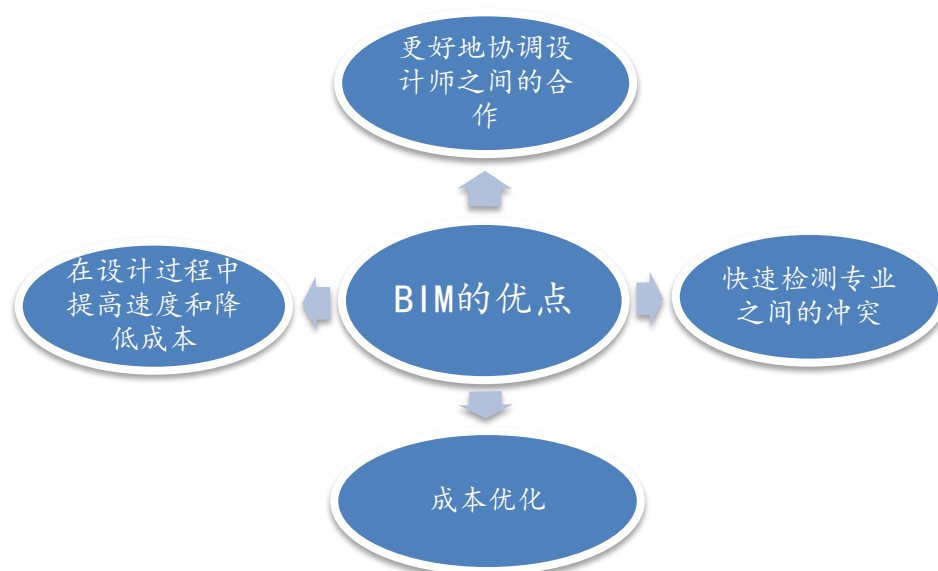 更好地协调设
计师之间的合
作
在设计过程中
提高速度和降
低成本
BIM的优点
快速检测专业
之间的冲突
成本优化